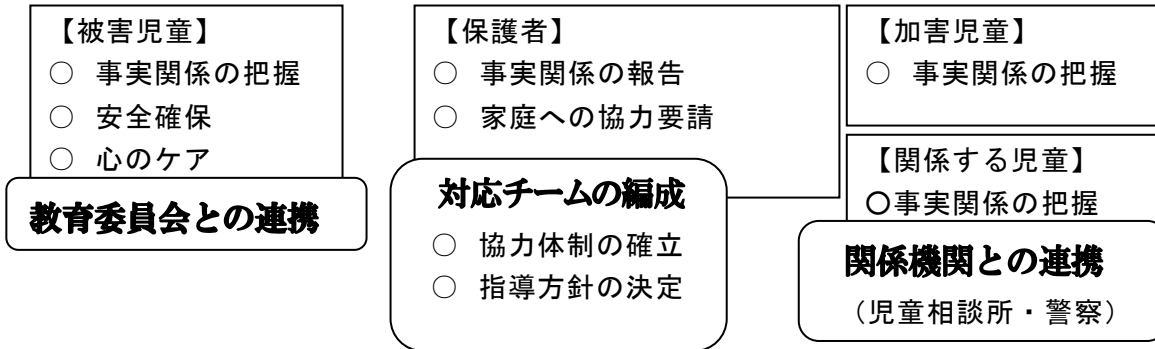 【被害児童】
○ 事実関係の把握
○ 安全確保
○ 心のケア
教育委員会との連携
【保護者】
○ 事実関係の報告
○ 家庭への協力要請
対応チームの編成
○ 協力体制の確立
○ 指導方針の決定
【加害児童】
○ 事実関係の把握
【関係する児童】
〇事実関係の把握
関係機関との連携
（児童相談所・警察）